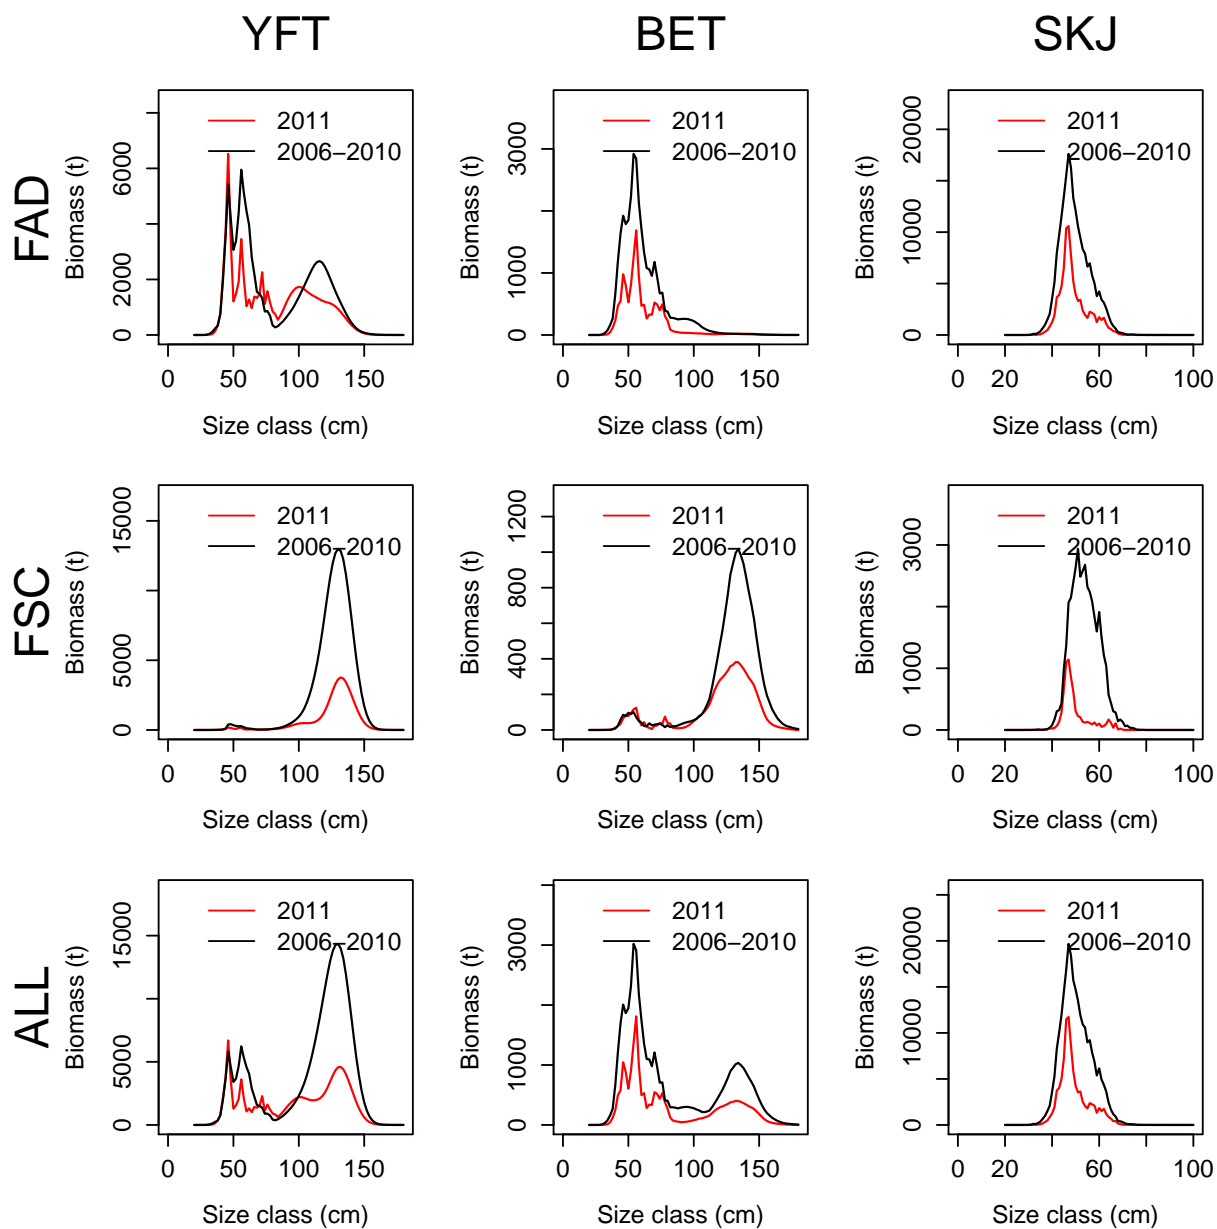 YFT BET SKJ
FAD
Biomass (t)
0 2000 6000
2011
2006−2010
0 50 100 150
Size class (cm)
Biomass (t)
0 1000 3000
2011
2006−2010
0 50 100 150
Size class (cm)
Biomass (t)
0 10000 20000
2011
2006−2010
0 20 60 100
Size class (cm)
FSC
Biomass (t)
0 5000 15000
2011
2006−2010
0 50 100 150
Size class (cm)
Biomass (t)
0 400 800 1200
2011
2006−2010
0 50 100 150
Size class (cm)
Biomass (t)
0 1000 3000
2011
2006−2010
0 20 60 100
Size class (cm)
ALL
Biomass (t)
0 5000 15000
2011
2006−2010
0 50 100 150
Size class (cm)
Biomass (t)
0 1000 3000
2011
2006−2010
0 50 100 150
Size class (cm)
Biomass (t)
0 10000 20000
2011
2006−2010
0 20 60 100
Size class (cm)